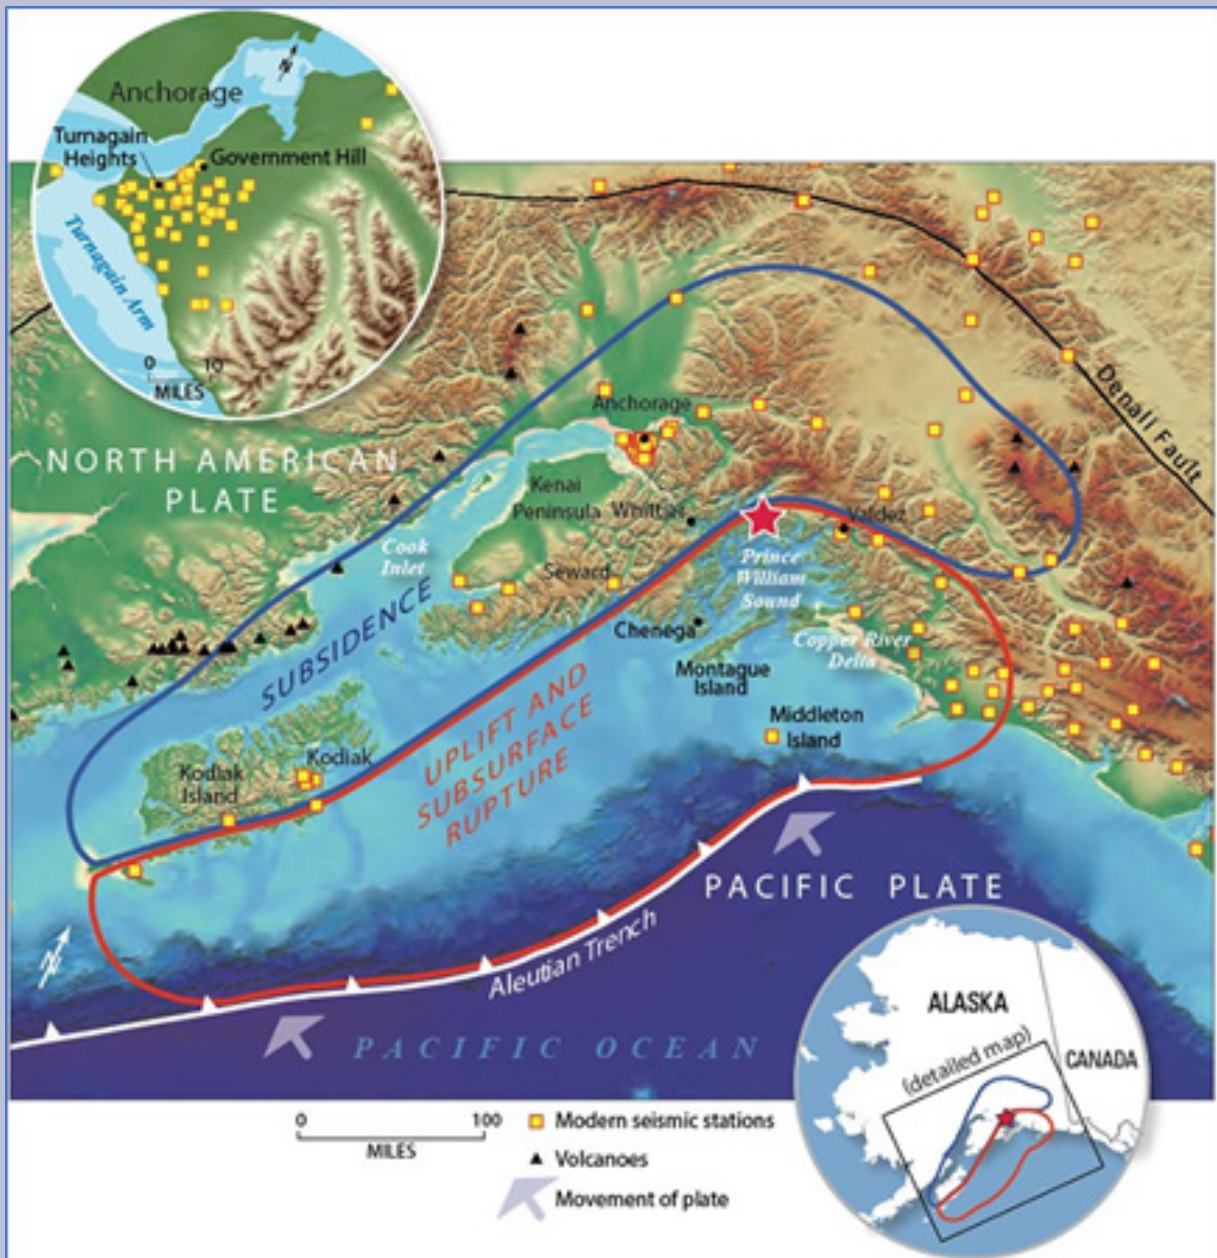 N
Anchorage
Turnagain
Heights
Government Hill
Turnagain Arm
0 10
MILES
Denali Fault
NORTH AMERICAN
PLATE
Anchorage
Kenai
Peninsula
Whittier
Valdez
Cook
Inlet
Seward
Prince
William
Sound
SUBSIDENCE
Chenega
Copper River
Delta
Montague
Island
UPLIFT AND
SUBSURFACE
RUPTURE
Middleton
Island
Kodiak
Kodiak
Island
PACIFIC PLATE
Aleutian Trench
N
PACIFIC OCEAN
ALASKA
(detailed map)
CANADA
0 100
MILES
Modern seismic stations
Volcanoes
Movement of plate